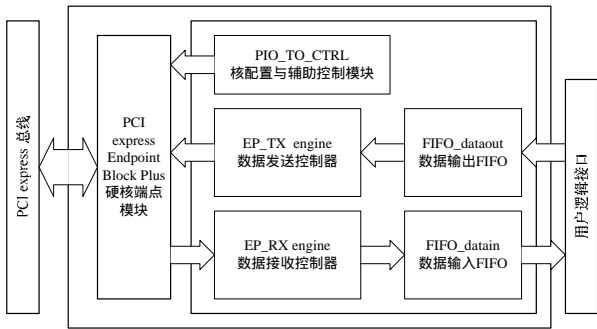 PCI express 总线
PCI
express
Endpoint
Block Plus
硬核端点
模块
PIO_TO_CTRL
核配置与辅助控制模块
EP_TX engine
数据发送控制器
FIFO_dataout
数据输出FIFO
EP_RX engine
数据接收控制器
FIFO_datain
数据输入FIFO
用户逻辑接口